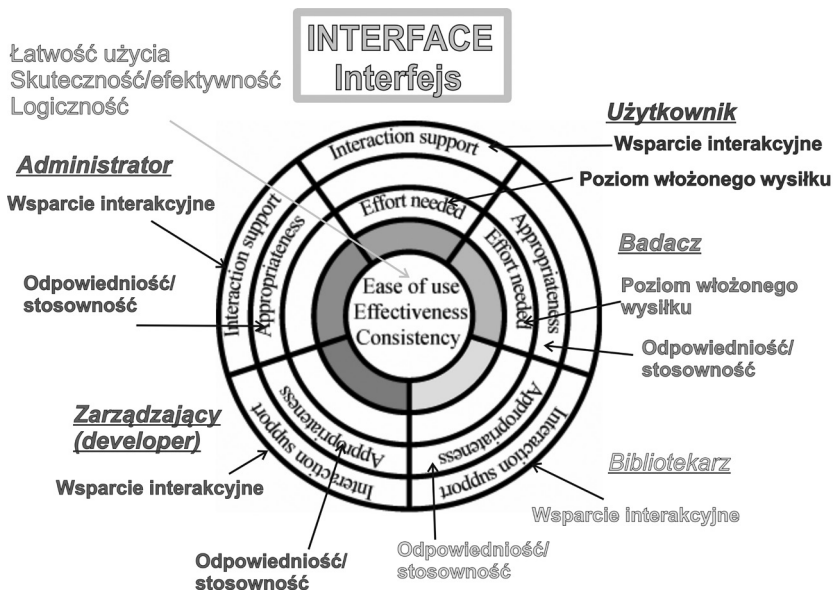 INTERFACE
Interfejs
Łatwość użycia
Skuteczność/efektywność
Logiczność
Użytkownik
Wsparcie interakcyjne
Poziom włożonego wysiłku
Administrator
Wsparcie interakcyjne
Odpowiedniość/
stosowność
Badacz
Poziom włożonego
wysiłku
Odpowiedniość/
stosowność
Interaction support
Effort needed
Interaction support
Appropriateness
Appropriateness
Effort needed
Ease of use
Effectiveness
Consistency
Appropriateness
Interaction support
Appropriateness
Interaction support
Zarządzający
(developer)
Wsparcie interakcyjne
Odpowiedniość/
stosowność
Bibliotekarz
Wsparcie interakcyjne
Odpowiedniość/
stosowność